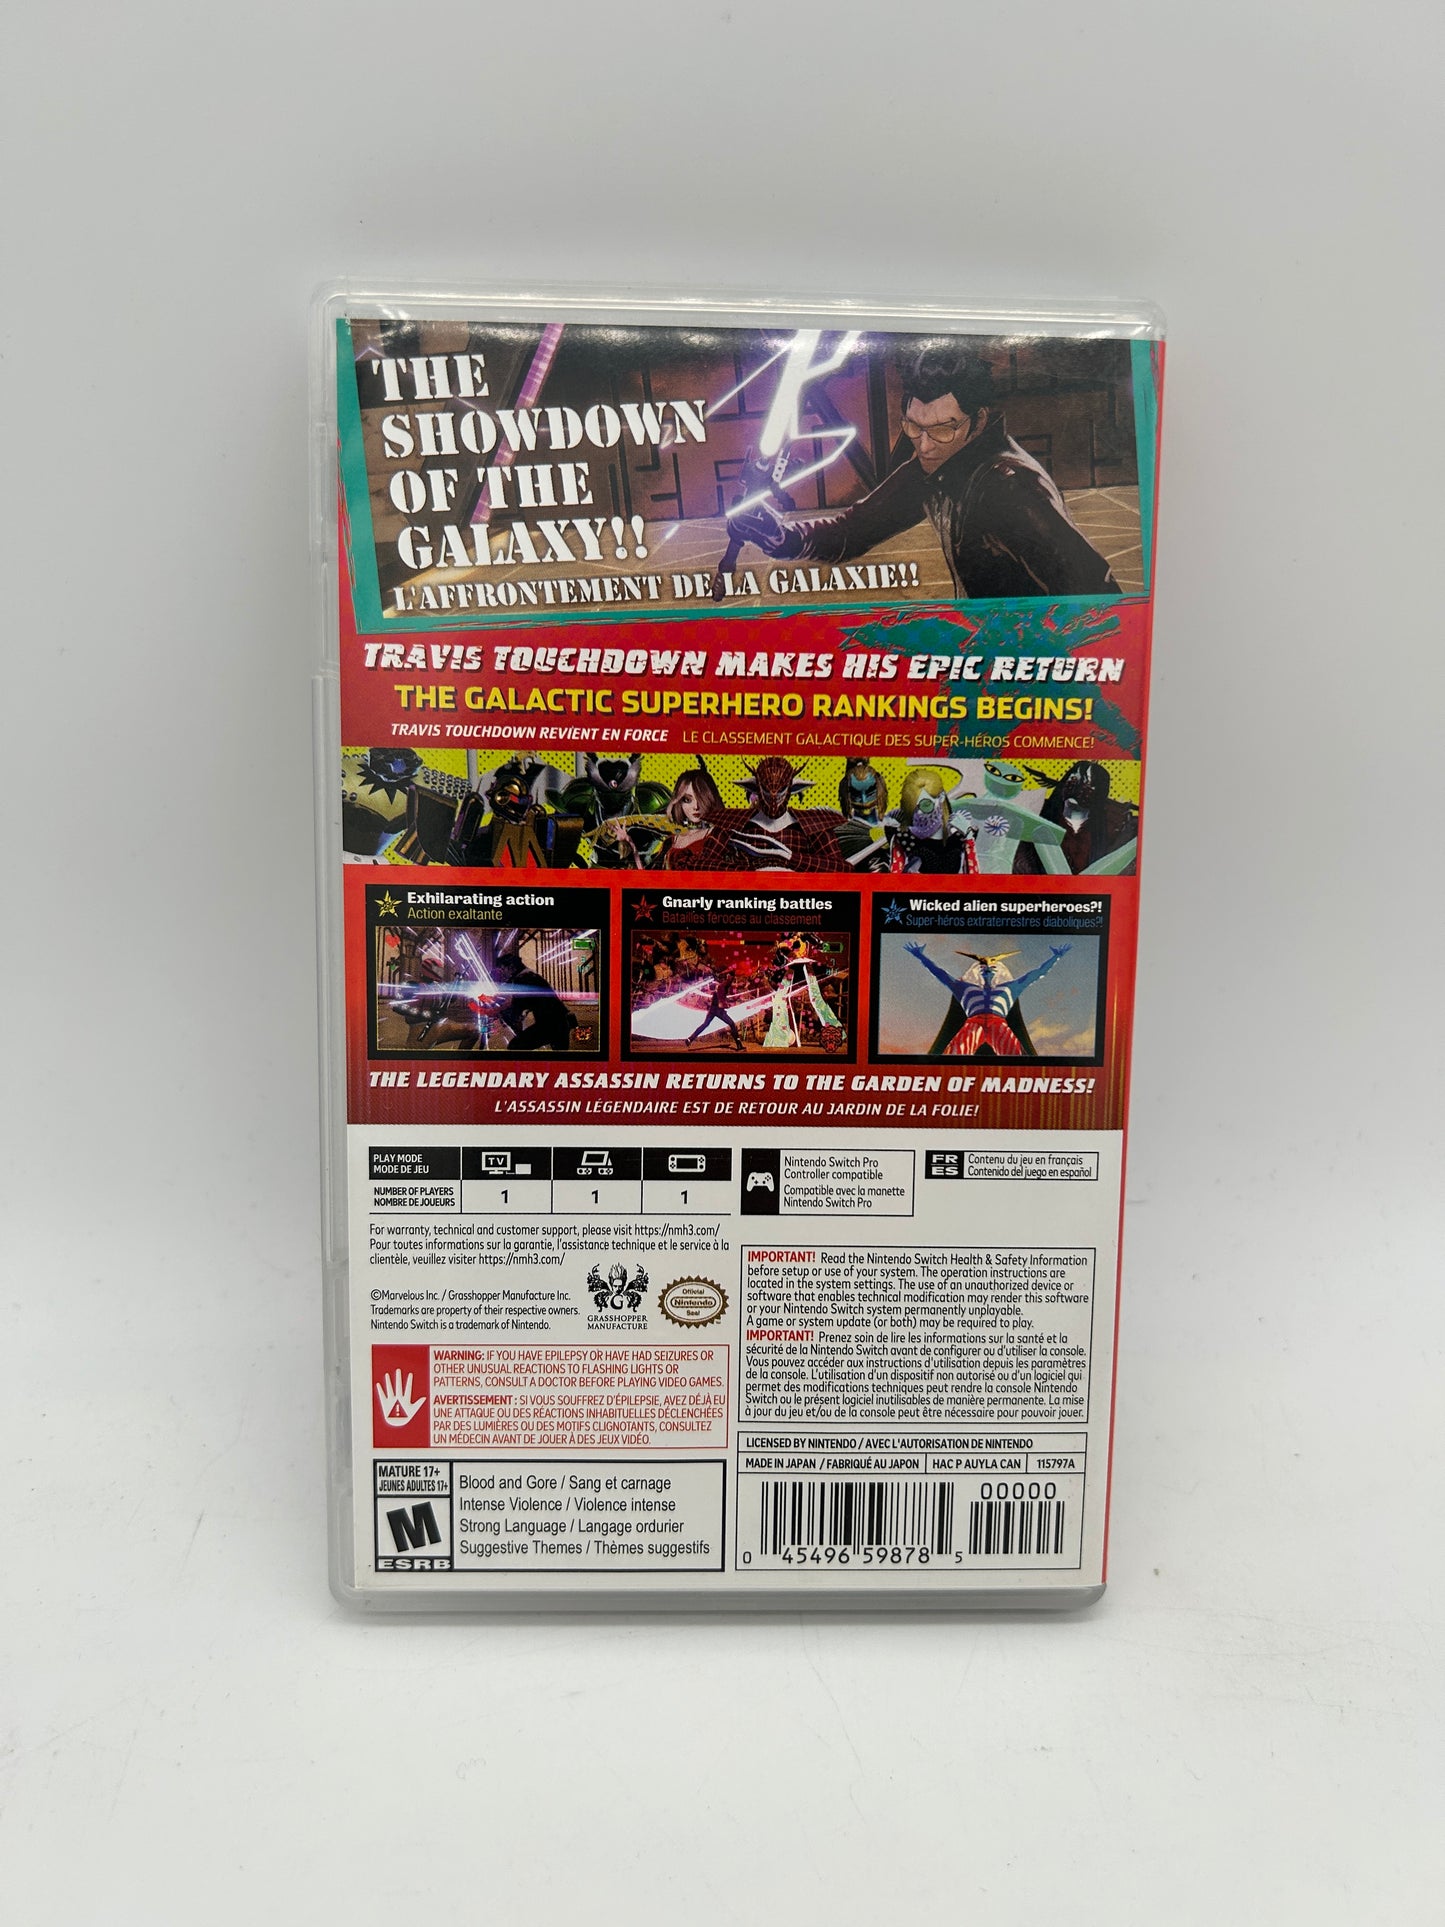 THE
SHOWDOWN
OF THE
GALAXY!!
L'AFFRONTEMENT DE LA GALAXIE!!
TRAVIS TOUCHDOWN MAKES HIS EPIC RETURN
THE GALACTIC SUPERHERO RANKINGS BEGINS!
TRAVIS TOUCHDOWN REVIENT EN FORCE LE CLASSEMENT GALACTIQUE DES SUPER-HÉROS COMMENCE!
Exhilarating action
Action exaltante
Gnarly ranking battles
Batailles féroces au classement
Wicked alien superheroes?!
Super-héros extraterrestres diaboliques?!
THE LEGENDARY ASSASSIN RETURNS TO THE GARDEN OF MADNESS!
L'ASSASSIN LÉGENDAIRE EST DE RETOUR AU JARDIN DE LA FOLIE!
PLAY MODE
MODE DE JEU
TV
NUMBER OF PLAYERS
NOMBRE DE JOUEURS
1 1 1
Nintendo Switch Pro
Controller compatible
Compatible avec la manette
Nintendo Switch Pro
FR Contenu du jeu en français
ES Contenido del juego en español
For warranty, technical and customer support, please visit https://nmh3.com/
Pour toutes informations sur la garantie, l'assistance technique et le service à la
clientèle, veuillez visiter https://nmh3.com/
©Marvelous Inc. / Grasshopper Manufacture Inc.
Trademarks are property of their respective owners.
Nintendo Switch is a trademark of Nintendo.
G
GRASSHOPPER
MANUFACTURE
Official
Nintendo
Seal
IMPORTANT! Read the Nintendo Switch Health & Safety Information
before setup or use of your system. The operation instructions are
located in the system settings. The use of an unauthorized device or
software that enables technical modification may render this software
or your Nintendo Switch system permanently unplayable.
A game or system update (or both) may be required to play.
IMPORTANT! Prenez soin de lire les informations sur la santé et la
sécurité de la Nintendo Switch avant de configurer ou d'utiliser la console.
Vous pouvez accéder aux instructions d'utilisation depuis les paramètres
de la console. L'utilisation d'un dispositif non autorisé ou d'un logiciel qui
permet des modifications techniques peut rendre la console Nintendo
Switch ou le présent logiciel inutilisables de manière permanente. La mise
à jour du jeu et/ou de la console peut être nécessaire pour pouvoir jouer.
WARNING: IF YOU HAVE EPILEPSY OR HAVE HAD SEIZURES OR
OTHER UNUSUAL REACTIONS TO FLASHING LIGHTS OR
PATTERNS, CONSULT A DOCTOR BEFORE PLAYING VIDEO GAMES.
AVERTISSEMENT : SI VOUS SOUFFREZ D'ÉPILEPSIE, AVEZ DÉJÀ EU
UNE ATTAQUE OU DES RÉACTIONS INHABITUELLES DÉCLENCHÉES
PAR DES LUMIÈRES OU DES MOTIFS CLIGNOTANTS, CONSULTEZ
UN MÉDECIN AVANT DE JOUER À DES JEUX VIDÉO.
LICENSED BY NINTENDO / AVEC L'AUTORISATION DE NINTENDO
MADE IN JAPAN / FABRIQUÉ AU JAPON HAC P AUYLA CAN 115797A
MATURE 17+
JEUNES ADULTES 17+
M
ESRB
Blood and Gore / Sang et carnage
Intense Violence / Violence intense
Strong Language / Langage ordurier
Suggestive Themes / Thèmes suggestifs
00000
0 45496 59878 5